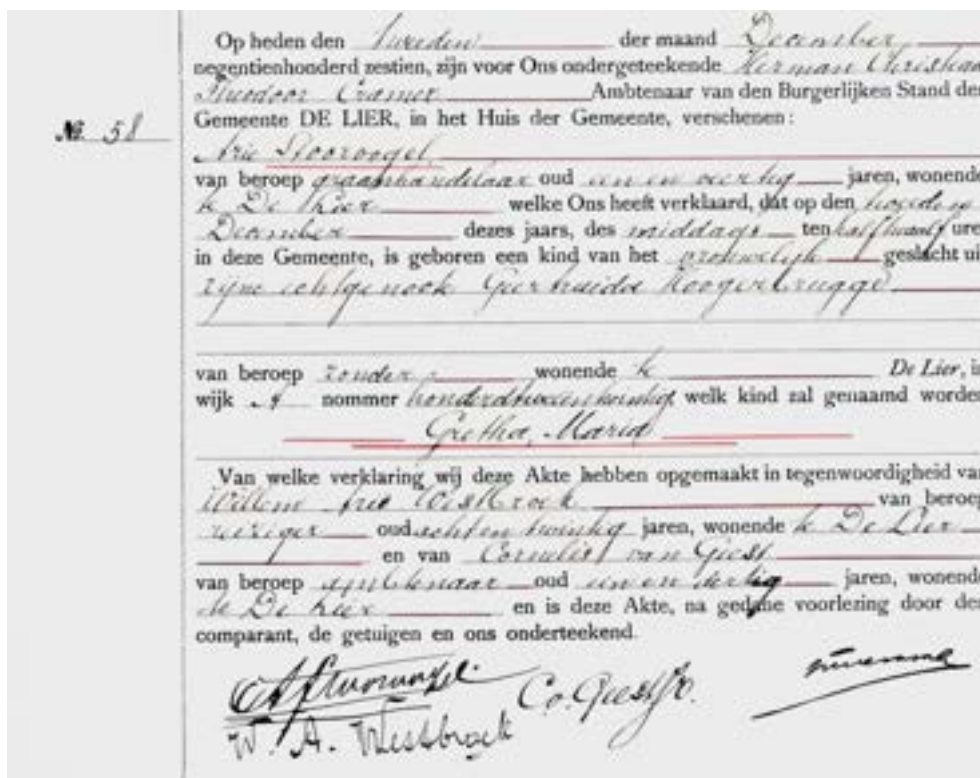 Op heden den tweeden der maand December
negentienhonderd zestien, zijn voor Ons ondergeteekende Herman Christiaan
Theodoor Cramer Ambtenaar van den Burgerlijken Stand der
Gemeente DE LIER, in het Huis der Gemeente, verschenen:
№ 58
Arie Stoorvogel
van beroep graanhandelaar oud een en veertig jaren, wonende
te De Lier welke Ons heeft verklaard, dat op den tweeden
December dezes jaars, des middags ten half twaalf ure
in deze Gemeente, is geboren een kind van het vrouwelijk geslacht uit
zijne echtgenoote Geertruida Hoogerbrugge
van beroep zonder wonende te De Lier, in
wijk A nommer honderdtweeentwintig welk kind zal genaamd worden
Gretha Maria
Van welke verklaring wij deze Akte hebben opgemaakt in tegenwoordigheid van
Willem Arie Westbroek van beroep
reiziger oud acht en twintig jaren, wonende te De Lier
en van Cornelis van Geest
van beroep ambtenaar oud een en dertig jaren, wonende
te De Lier en is deze Akte, na gedane voorlezing door den
comparant, de getuigen en ons onderteekend.
A Stoorvogel.
Co. Geest Jr.
W. A. Westbroek